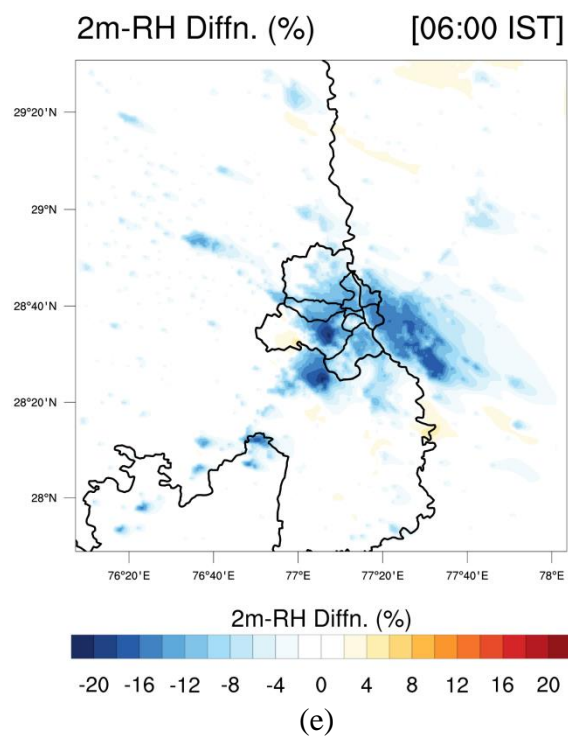 2m-RH Diffn. (%) [06:00 IST]
29°20'N
29°N
28°40'N
28°20'N
28°N
76°20'E 76°40'E 77°E 77°20'E 77°40'E 78°E
2m-RH Diffn. (%)
-20 -16 -12 -8 -4 0 4 8 12 16 20
(e)